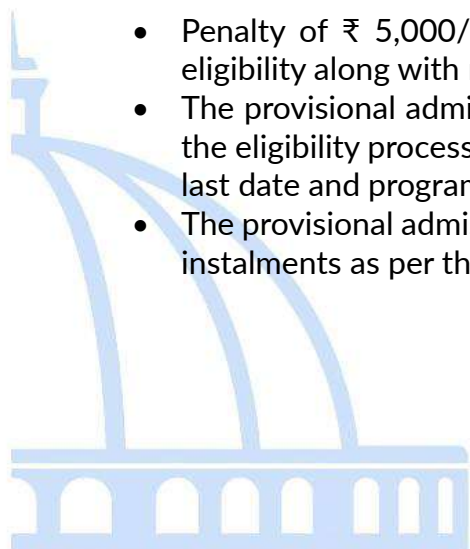 • Penalty of ₹ 5,000/
eligibility along with
• The provisional admi
the eligibility process
last date and program
• The provisional admi
instalments as per th